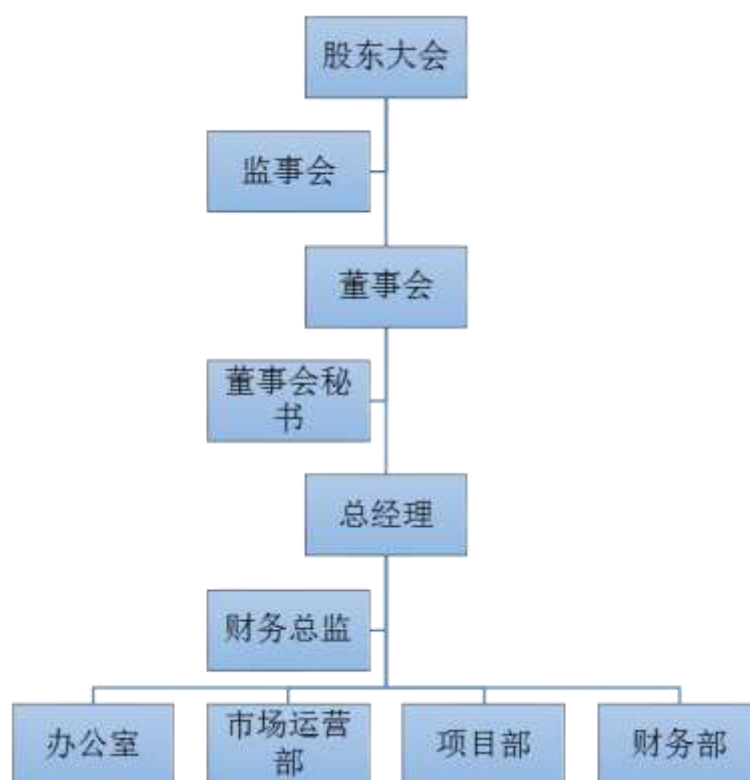 股东大会
监事会
董事会
董事会秘
书
总经理
财务总监
办公室
市场运营
部
项目部
财务部